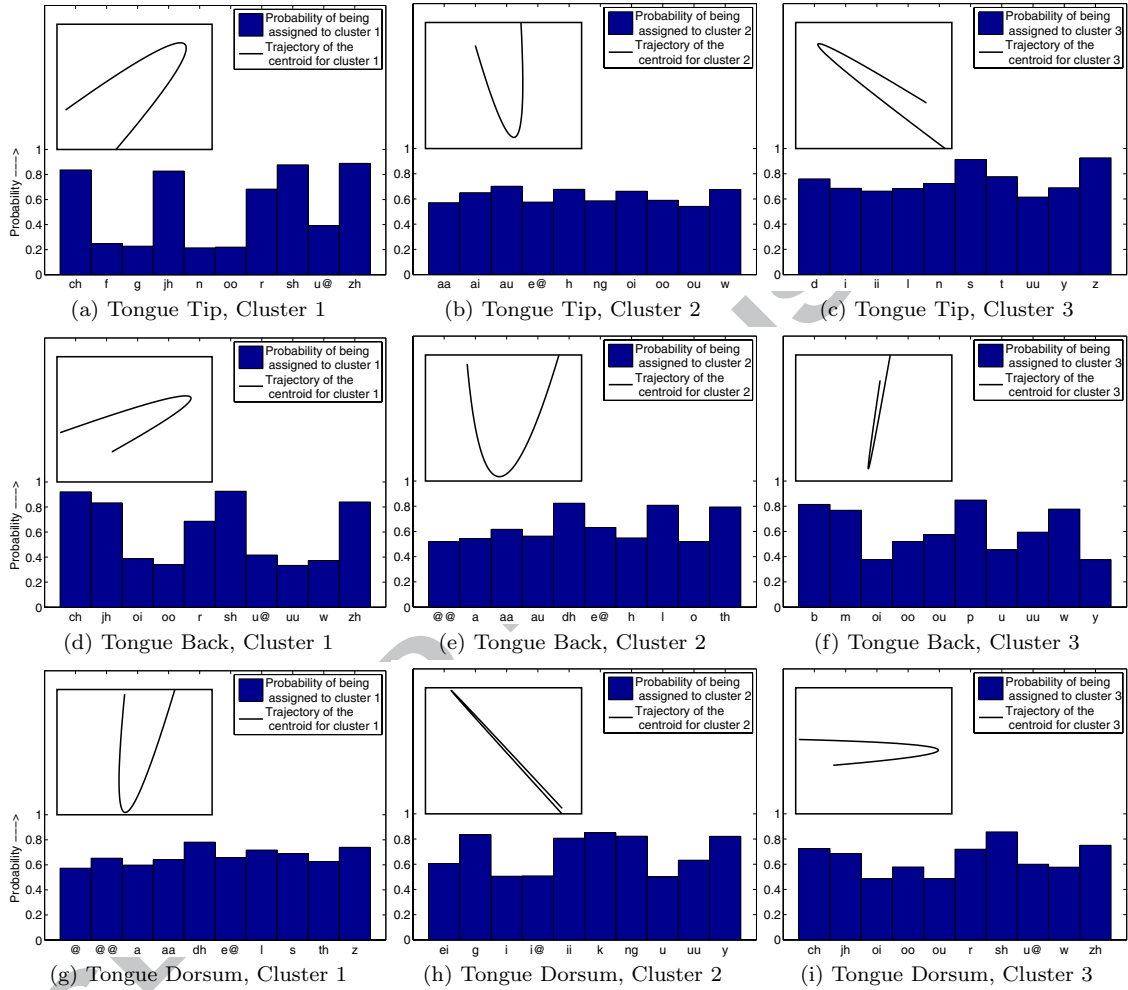 Probability of being
assigned to cluster 1
Trajectory of the
centroid for cluster 1
Probability --->
1
0.8
0.6
0.4
0.2
0
ch f g jh n oo r sh u@ zh
(a) Tongue Tip, Cluster 1
Probability of being
assigned to cluster 2
Trajectory of the
centroid for cluster 2
1
0.8
0.6
0.4
0.2
0
aa ai au e@ h ng oi oo ou w
(b) Tongue Tip, Cluster 2
Probability of being
assigned to cluster 3
Trajectory of the
centroid for cluster 3
1
0.8
0.6
0.4
0.2
0
d i ii l n s t uu y z
(c) Tongue Tip, Cluster 3
Probability of being
assigned to cluster 1
Trajectory of the
centroid for cluster 1
Probability --->
1
0.8
0.6
0.4
0.2
0
ch jh oi oo r sh u@ uu w zh
(d) Tongue Back, Cluster 1
Probability of being
assigned to cluster 2
Trajectory of the
centroid for cluster 2
1
0.8
0.6
0.4
0.2
0
@@ a aa au dh e@ h l o th
(e) Tongue Back, Cluster 2
Probability of being
assigned to cluster 3
Trajectory of the
centroid for cluster 3
1
0.8
0.6
0.4
0.2
0
b m oi oo ou p u uu w y
(f) Tongue Back, Cluster 3
Probability of being
assigned to cluster 1
Trajectory of the
centroid for cluster 1
Probability --->
1
0.8
0.6
0.4
0.2
0
@ @@ a aa dh e@ l s th z
(g) Tongue Dorsum, Cluster 1
Probability of being
assigned to cluster 2
Trajectory of the
centroid for cluster 2
1
0.8
0.6
0.4
0.2
0
ei g i i@ ii k ng u uu y
(h) Tongue Dorsum, Cluster 2
Probability of being
assigned to cluster 3
Trajectory of the
centroid for cluster 3
1
0.8
0.6
0.4
0.2
0
ch jh oi oo ou r sh u@ w zh
(i) Tongue Dorsum, Cluster 3